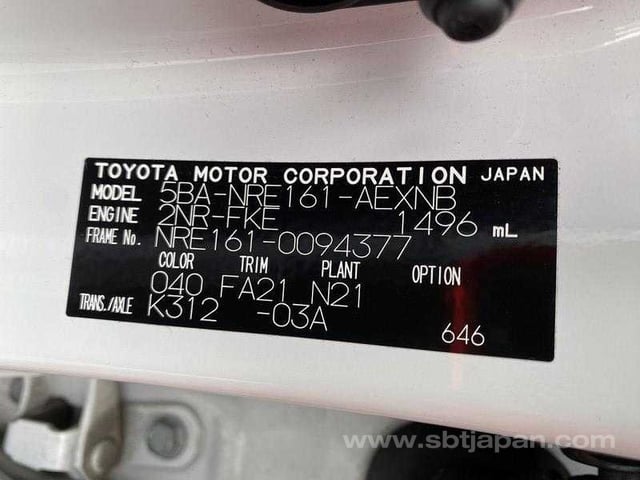 TOYOTA MOTOR CORPORATION JAPAN
MODEL 5BA-NRE161-AEXNB
ENGINE 2NR-FKE 1496 mL
FRAME No. NRE161-0094377
COLOR TRIM PLANT OPTION
040 FA21 N21
TRANS./AXLE K312 -03A
646
www.sbtjapan.com